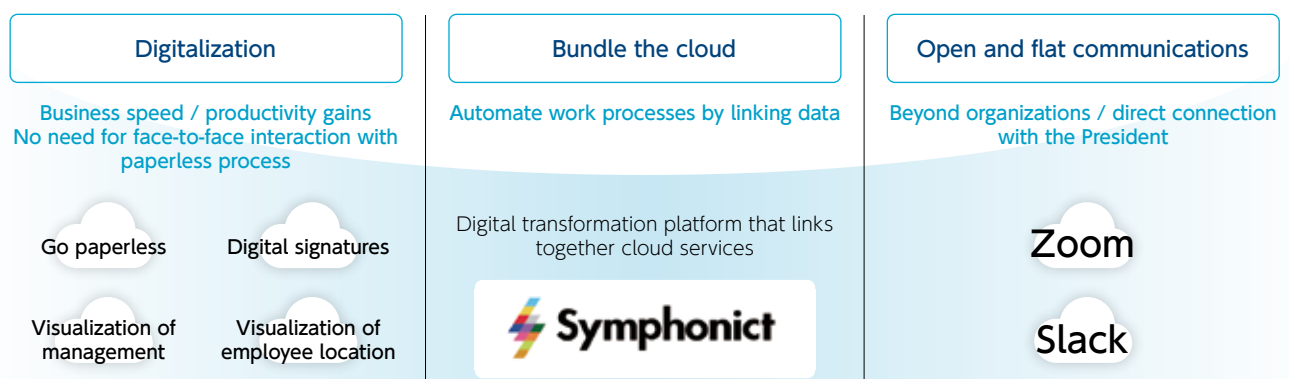 Digitalization
Business speed / productivity gains
No need for face-to-face interaction with
paperless process
Go paperless
Digital signatures
Visualization of
management
Visualization of
employee location
Bundle the cloud
Automate work processes by linking data
Digital transformation platform that links
together cloud services
Symphonict
Open and flat communications
Beyond organizations / direct connection
with the President
Zoom
Slack